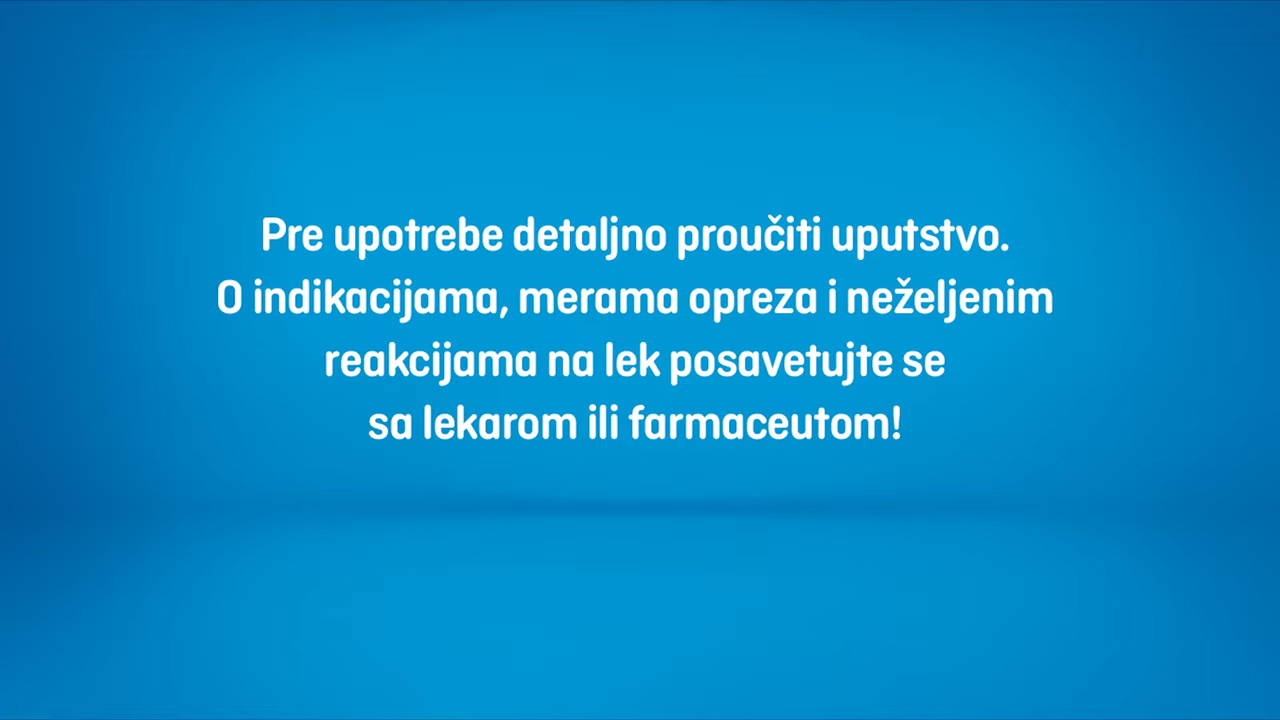 Pre upotrebe detaljno proučiti uputstvo.
O indikacijama, merama opreza i neželjenim
reakcijama na lek posavetujte se
sa lekarom ili farmaceutom!